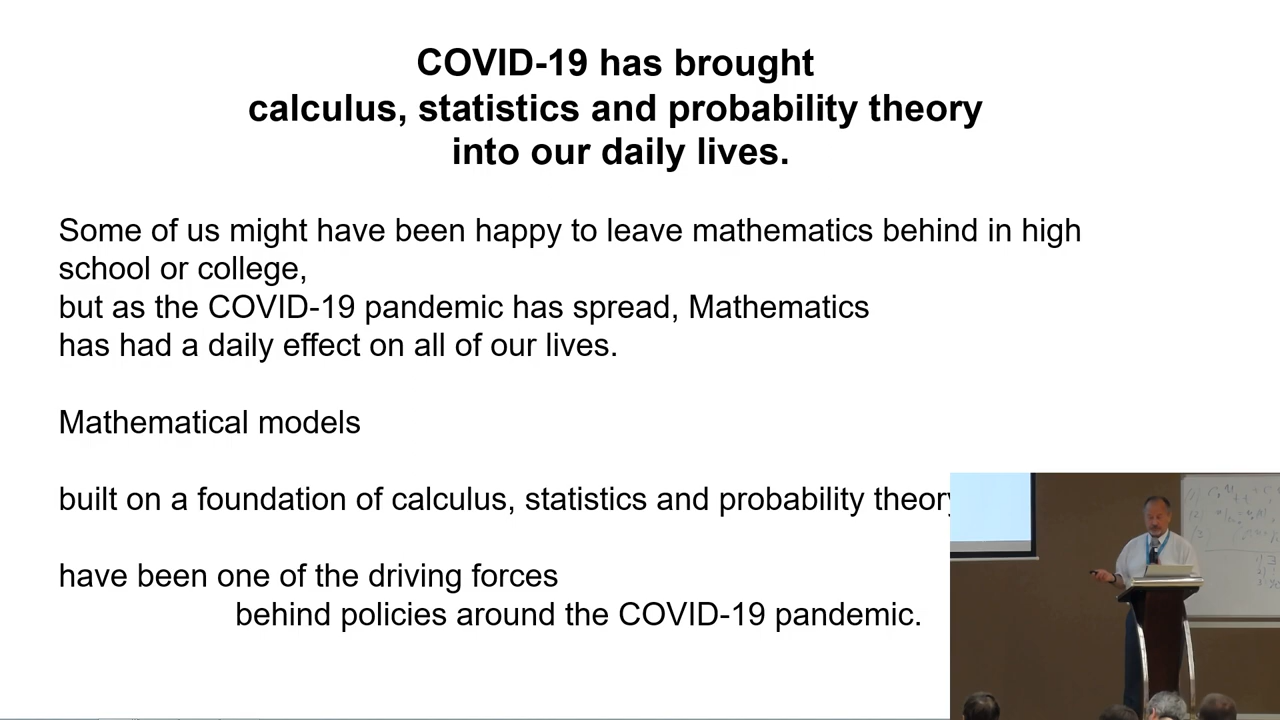 COVID-19 has brought
calculus, statistics and probability theory
into our daily lives.
Some of us might have been happy to leave mathematics behind in high
school or college,
but as the COVID-19 pandemic has spread, Mathematics
has had a daily effect on all of our lives.
Mathematical models
built on a foundation of calculus, statistics and probability theory
have been one of the driving forces
behind policies around the COVID-19 pandemic.